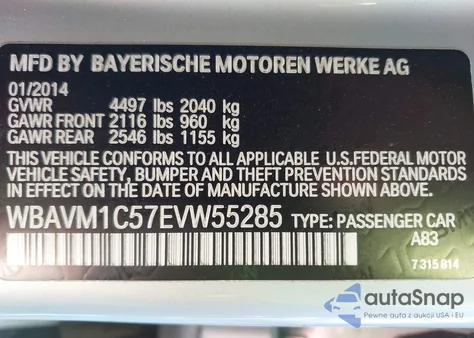 MFD BY BAYERISCHE MOTOREN WERKE AG
01/2014
GVWR 4497 lbs 2040 kg
GAWR FRONT 2116 lbs 960 kg
GAWR REAR 2546 lbs 1155 kg
THIS VEHICLE CONFORMS TO ALL APPLICABLE U.S.FEDERAL MOTOR
VEHICLE SAFETY, BUMPER AND THEFT PREVENTION STANDARDS IN
EFFECT ON THE DATE OF MANUFACTURE SHOWN ABOVE.
WBAVM1C57EVW55285 TYPE: PASSENGER CAR
A83
7315814
autoSnap
Pewne auta z aukcji USA i EU